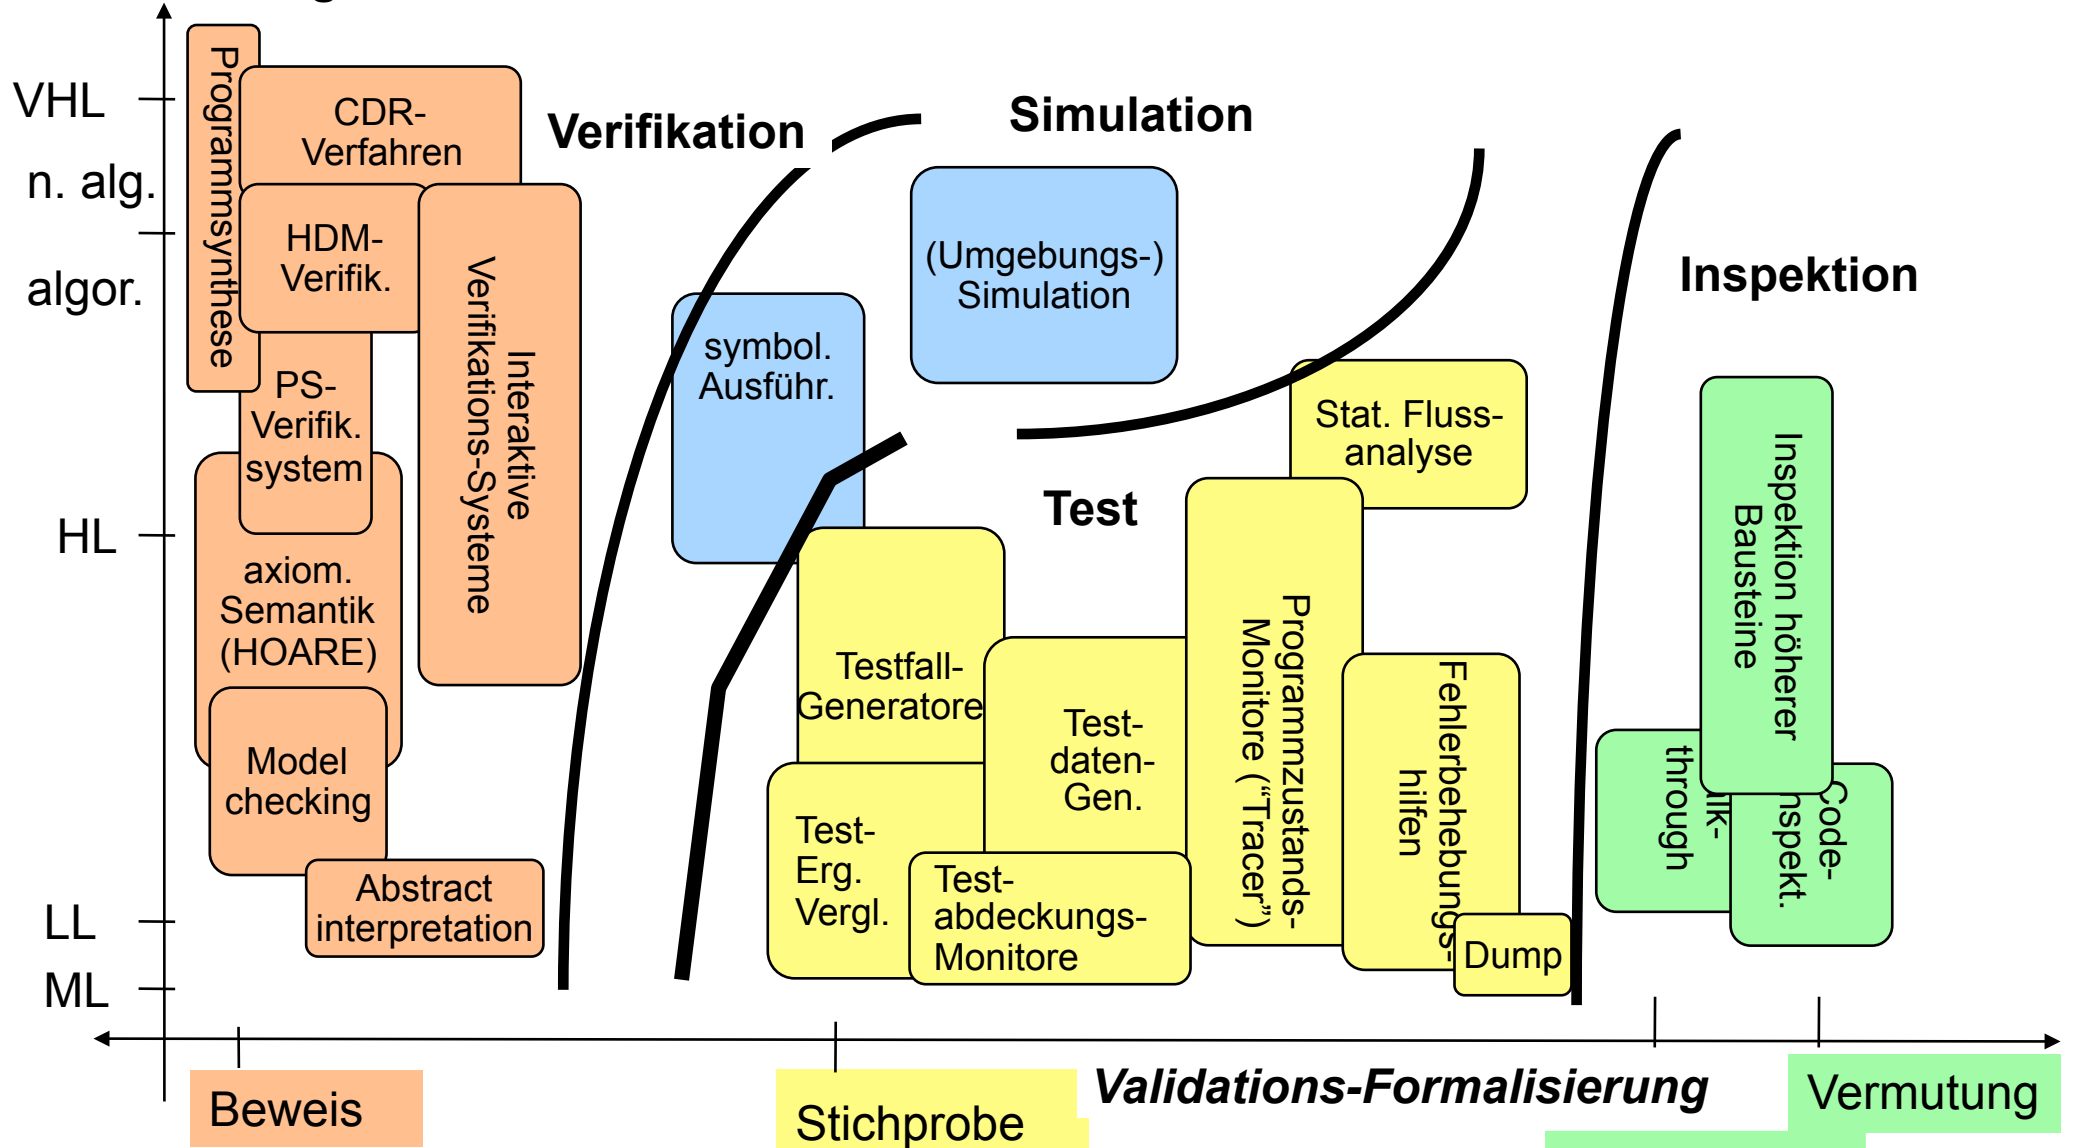 VHL
n. alg.
algor.
HL
LL
ML
Programmsynthese
CDR-
Verfahren
HDM-
Verifik.
Interaktive
Verifikations-Systeme
PS-
Verifik.
system
axiom.
Semantik
(HOARE)
Model
checking
Abstract
interpretation
Verifikation
Simulation
(Umgebungs-)
Simulation
symbol.
Ausführ.
Test
Stat. Fluss-
analyse
Testfall-
Generatore
Test-
daten-
Gen.
Test-
Erg.
Vergl.
Test-
abdeckungs-
Monitore
Programmzustands-
Monitore (“Tracer”)
Fehlerbehebungs-
hilfen
Dump
Inspektion
Inspektion höherer
Bausteine
lk-
through
Code-
nspekt.
Beweis
Stichprobe
Validations-Formalisierung
Vermutung